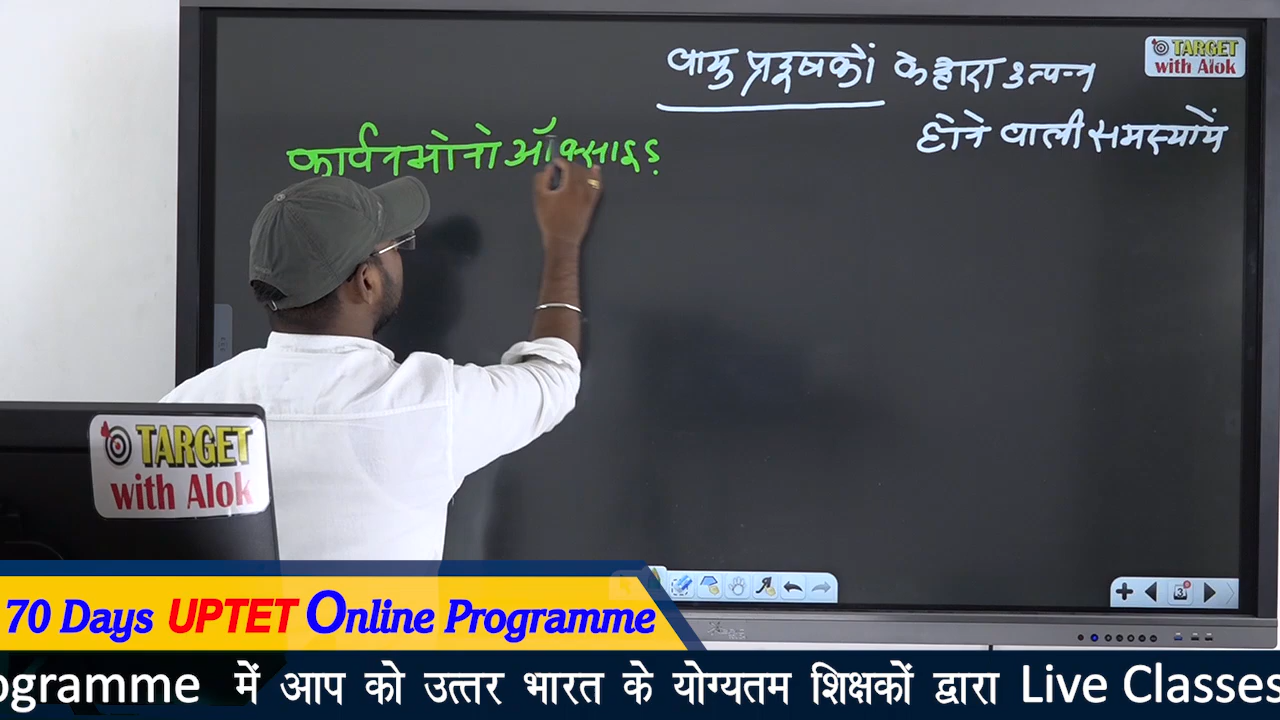 वायु प्रदूषकों के द्वारा उत्पन्न
होने वाली समस्यायें
TARGET
with Alok
कार्बनमोनो ऑक्साइड
TARGET
with Alok
70 Days UPTET Online Programme
ogramme में आप को उत्तर भारत के योग्यतम शिक्षकों द्वारा Live Classes